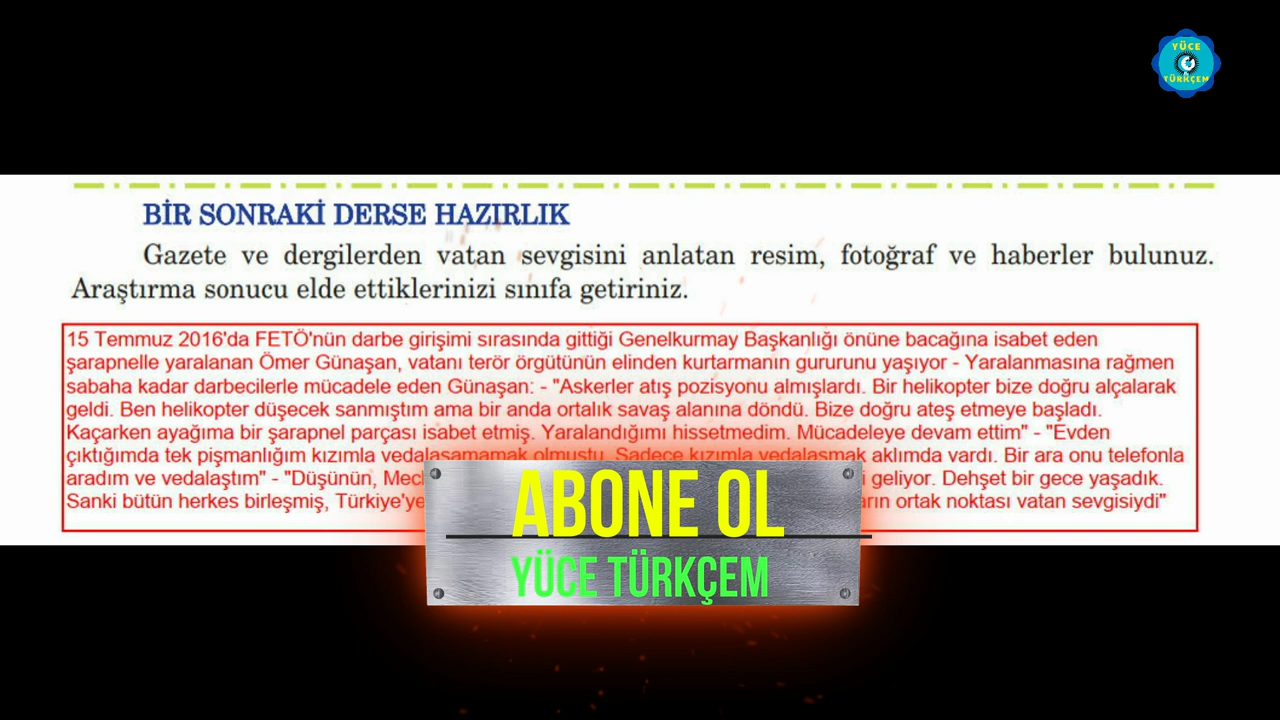 YÜCE
TÜRKÇEM
BİR SONRAKİ DERSE HAZIRLIK
Gazete ve dergilerden vatan sevgisini anlatan resim, fotoğraf ve haberler bulunuz.
Araştırma sonucu elde ettiklerinizi sınıfa getiriniz.
15 Temmuz 2016'da FETÖ'nün darbe girişimi sırasında gittiği Genelkurmay Başkanlığı önüne bacağına isabet eden
şarapnelle yaralanan Ömer Günaşan, vatanı terör örgütünün elinden kurtarmanın gururunu yaşıyor - Yaralanmasına rağmen
sabaha kadar darbecilerle mücadele eden Günaşan: - "Askerler atış pozisyonu almışlardı. Bir helikopter bize doğru alçalarak
geldi. Ben helikopter düşecek sanmıştım ama bir anda ortalık savaş alanına döndü. Bize doğru ateş etmeye başladı.
Kaçarken ayağıma bir şarapnel parçası isabet etmiş. Yaralandığımı hissetmedim. Mücadeleye devam ettim" - "Evden
çıktığımda tek pişmanlığım kızımla vedalaşamamak olmuştu. Sadece kızımla vedalaşmak aklımda vardı. Bir ara onu telefonla
aradım ve vedalaştım" - "Düşünün, geliyor. Dehşet bir gece yaşadık.
Sanki bütün herkes birleşmiş, Türkiye'ye ortak noktası vatan sevgisiydi"
ABONE OL
YÜCE TÜRKÇEM